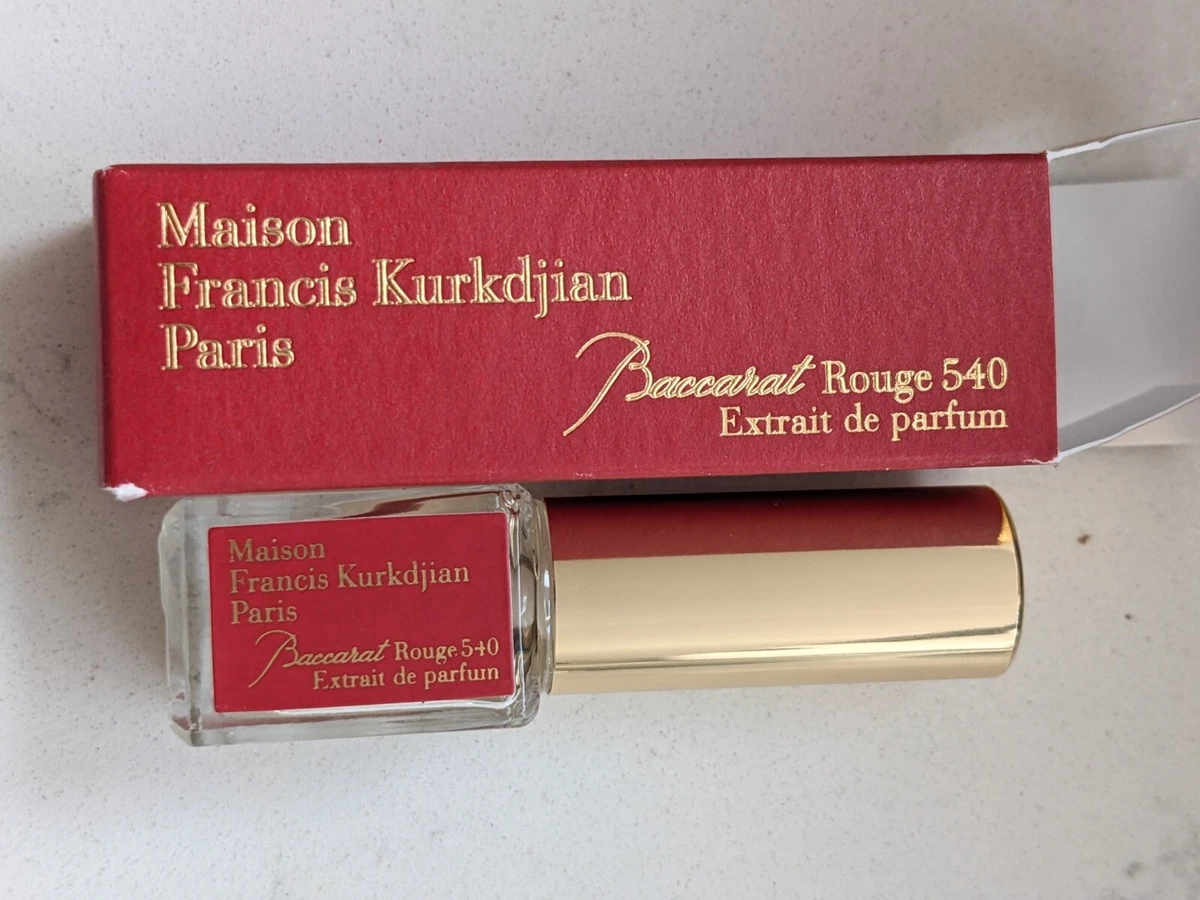 Maison
Francis Kurkdjian
Paris
Baccarat Rouge 540
Extrait de parfum
Maison
Francis Kurkdjian
Paris
Baccarat Rouge 540
Extrait de parfum